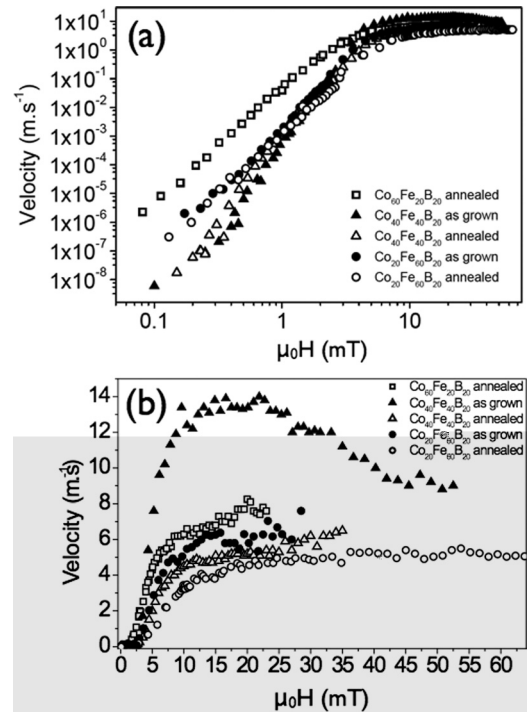 (a)
1x10¹
1x10⁰
1x10⁻¹
1x10⁻²
1x10⁻³
1x10⁻⁴
1x10⁻⁵
1x10⁻⁶
1x10⁻⁷
1x10⁻⁸
Velocity (m.s⁻¹)
Co₆₀Fe₂₀B₂₀ annealed
Co₄₀Fe₄₀B₂₀ as grown
Co₄₀Fe₄₀B₂₀ annealed
Co₂₀Fe₆₀B₂₀ as grown
Co₂₀Fe₆₀B₂₀ annealed
0.1 1 10
μ₀H (mT)
(b)
14
12
10
8
6
4
2
0
Velocity (m.s)
Co₆₀Fe₂₀B₂₀ annealed
Co₄₀Fe₄₀B₂₀ as grown
Co₄₀Fe₄₀B₂₀ annealed
Co₂₀Fe₆₀B₂₀ as grown
Co₂₀Fe₆₀B₂₀ annealed
0 5 10 15 20 25 30 35 40 45 50 55 60
μ₀H (mT)